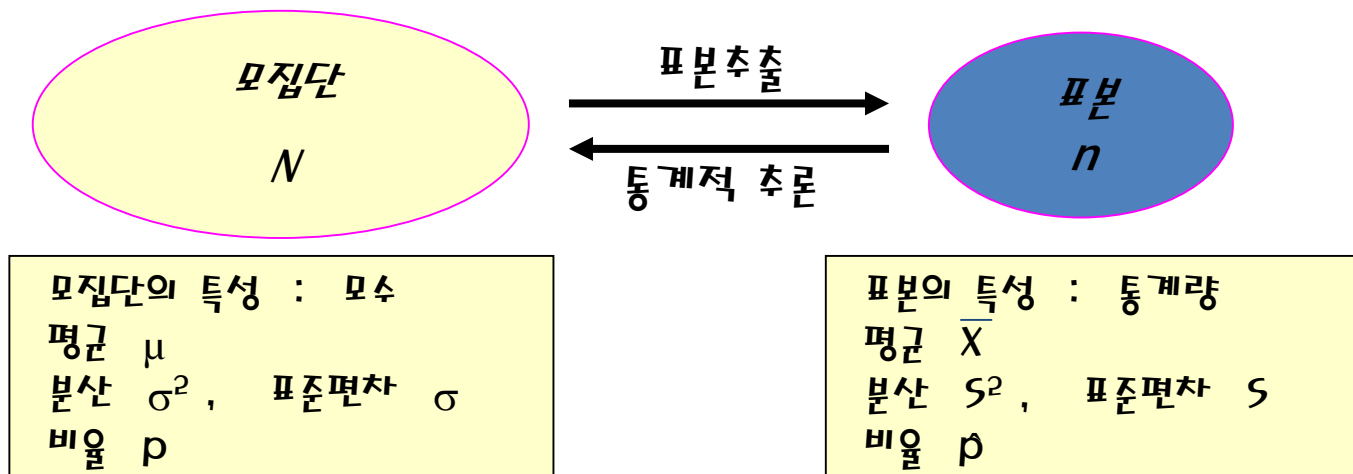 모집단
N
표본추출
통계적 추론
표본
n
모집단의 특성 : 모수
평균 μ
분산 σ², 표준편차 σ
비율 p
표본의 특성 : 통계량
평균 X̅
분산 S², 표준편차 S
비율 p̂